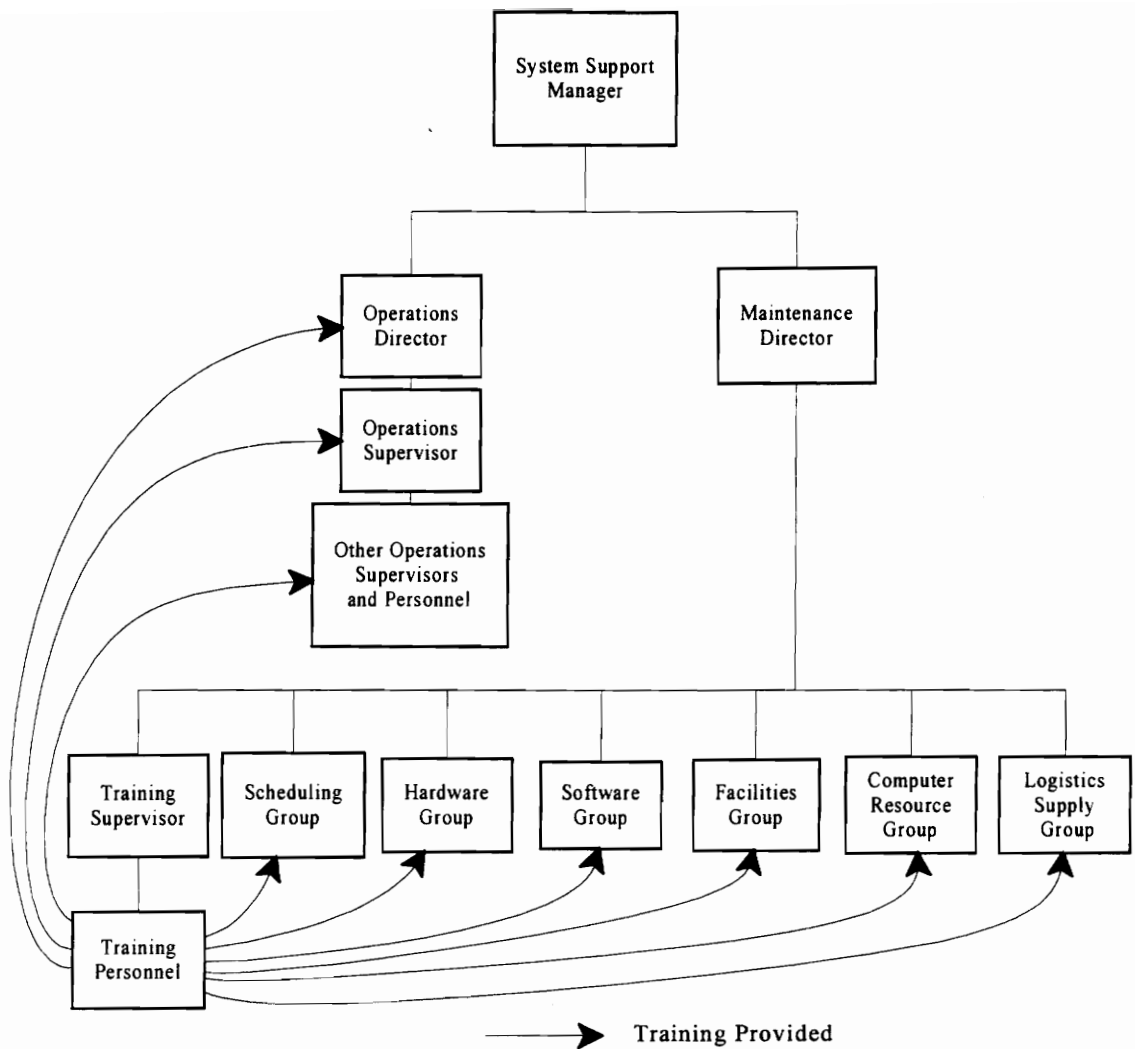 System Support
Manager
Operations
Director
Maintenance
Director
Operations
Supervisor
Other Operations
Supervisors
and Personnel
Training
Supervisor
Scheduling
Group
Hardware
Group
Software
Group
Facilities
Group
Computer
Resource
Group
Logistics
Supply
Group
Training
Personnel
Training Provided